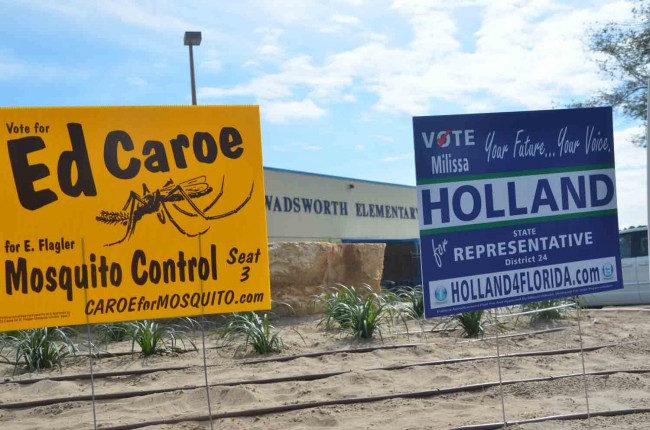 Vote for
Ed Caroe
for E. Flagler
Mosquito Control Seat
3
CAROEforMOSQUITO.com
WADSWORTH ELEMENTARY
VOTE Your Future...Your Voice.
Milissa
HOLLAND
for STATE
REPRESENTATIVE
District 24
HOLLAND4FLORIDA.com